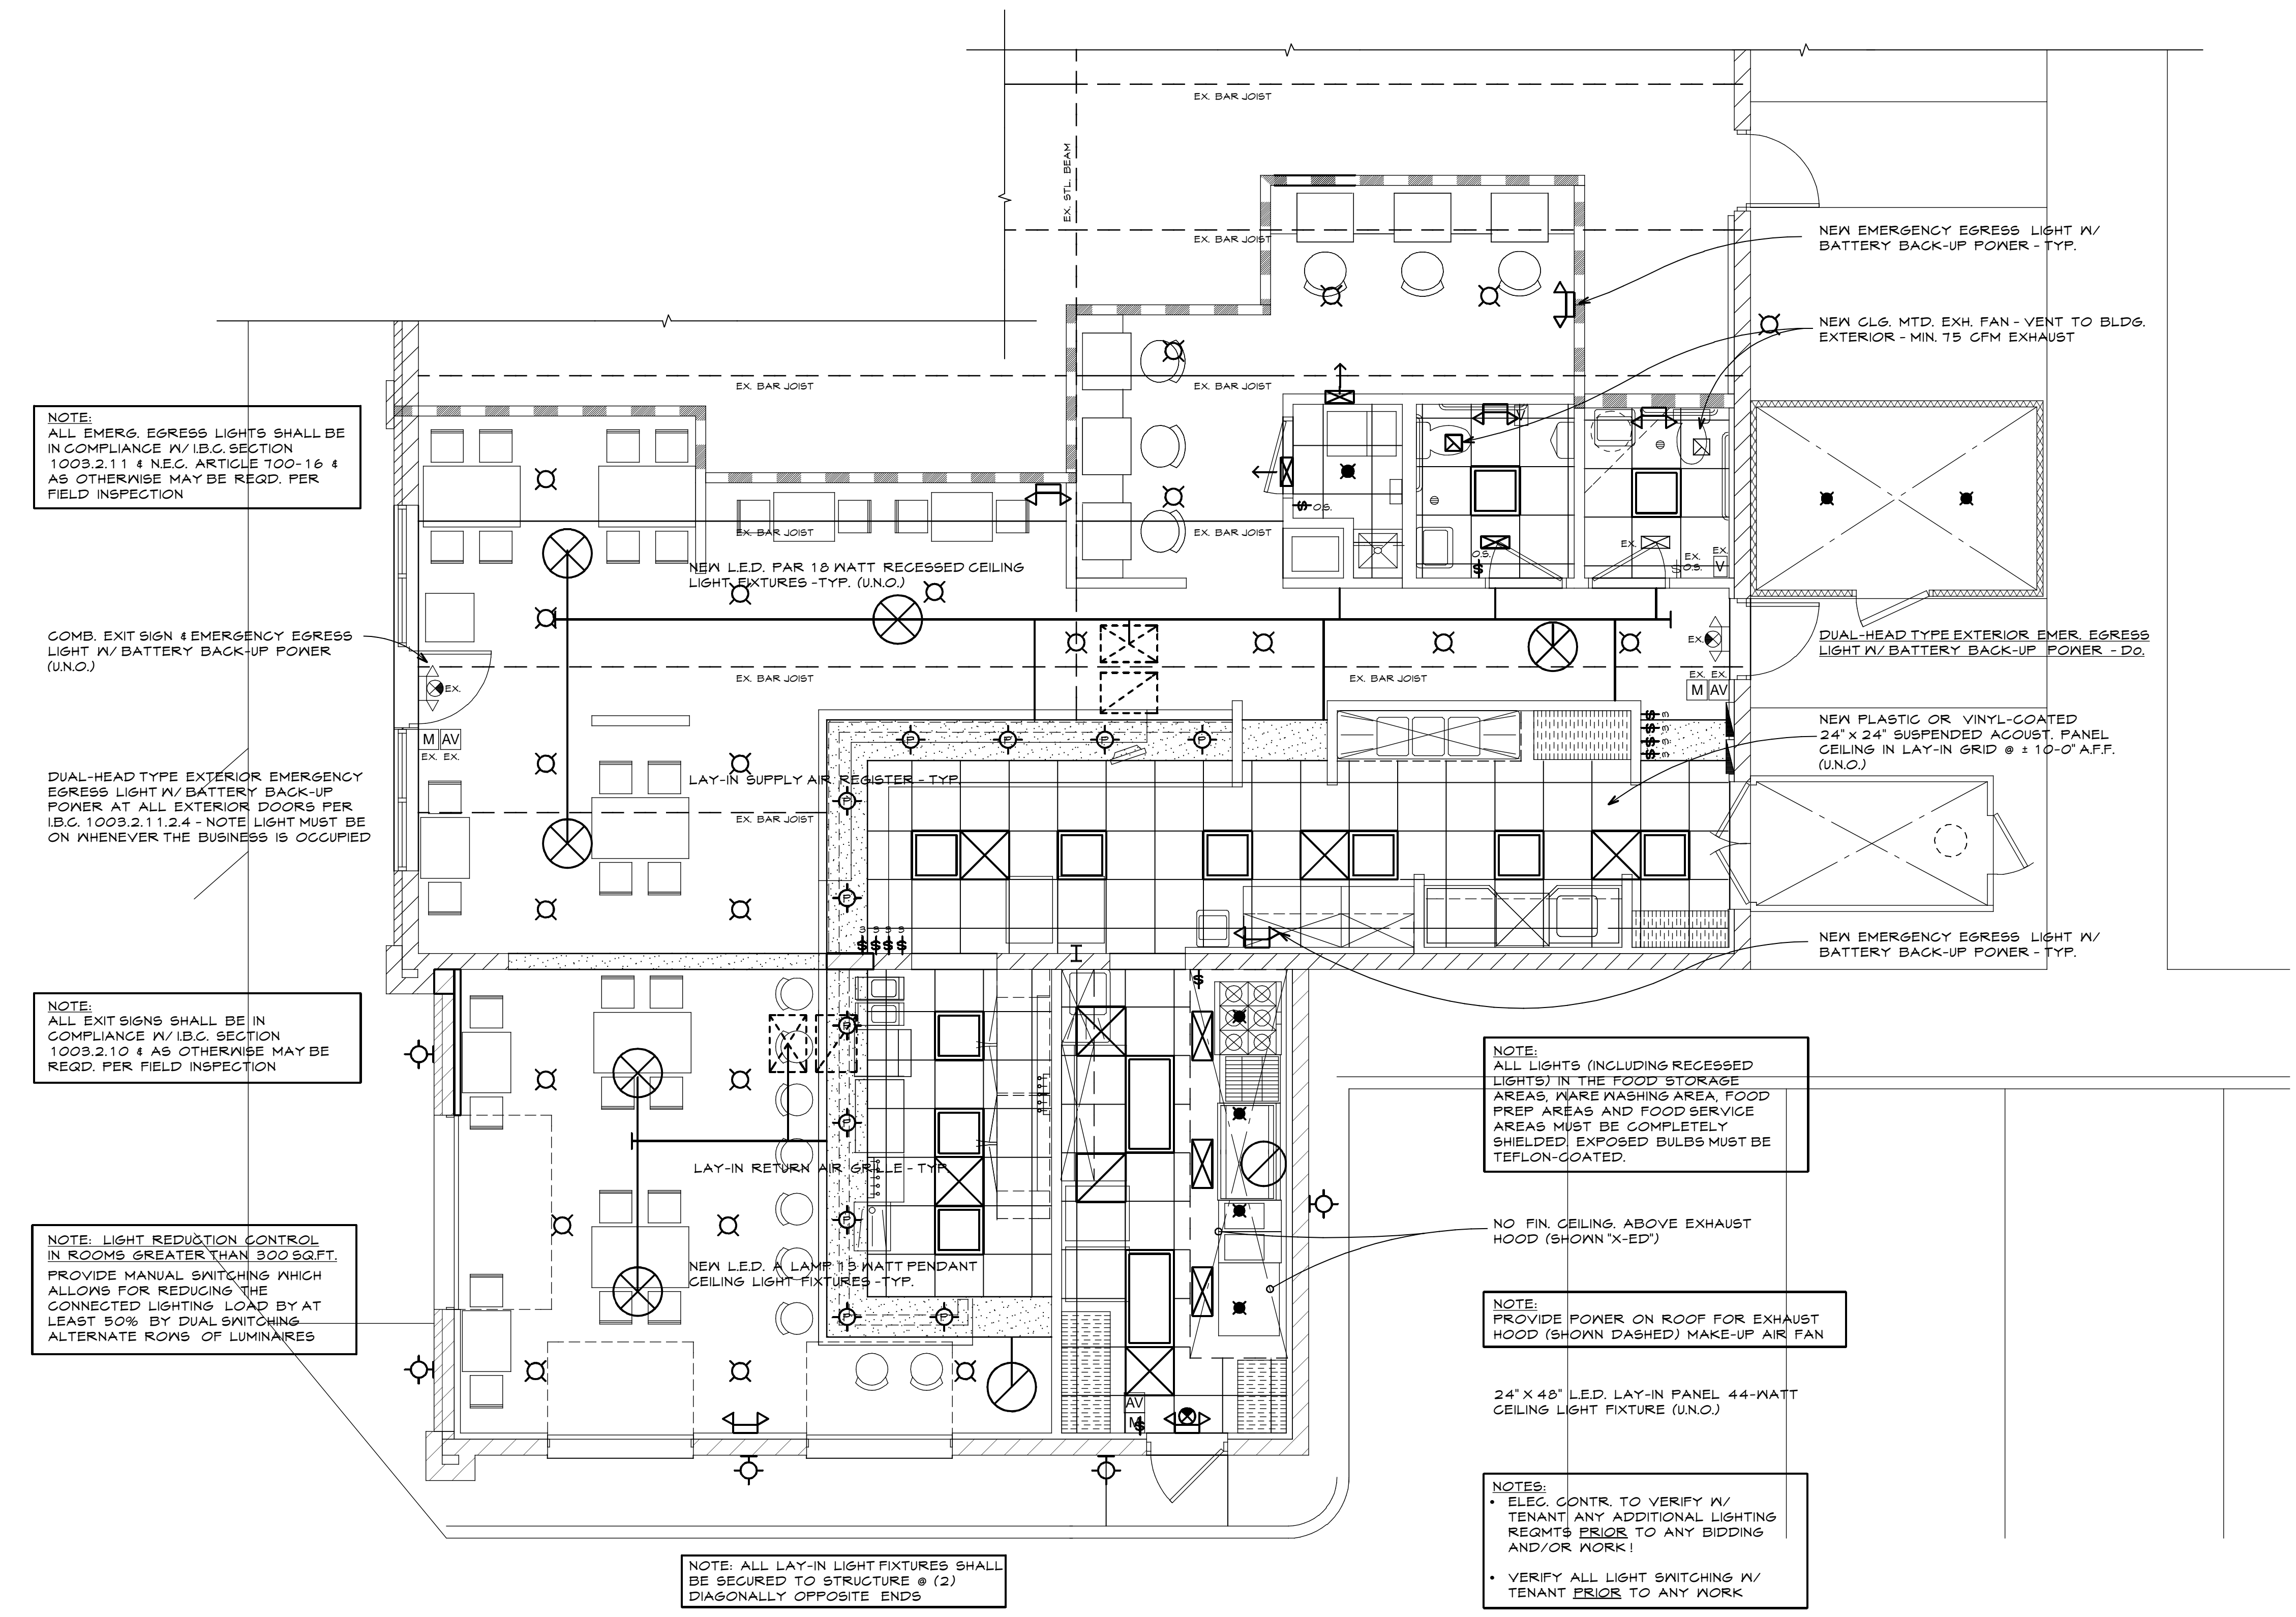 EX. BAR JOIST
EX. STL. BEAM
EX. BAR JOIST
NEW EMERGENCY EGRESS LIGHT W/
BATTERY BACK-UP POWER - TYP.
NEW CLG. MTD. EXH. FAN - VENT TO BLDG.
EXTERIOR - MIN. 75 CFM EXHAUST
EX. BAR JOIST
EX. BAR JOIST
NOTE:
ALL EMERG. EGRESS LIGHTS SHALL BE
IN COMPLIANCE W/ I.B.C. SECTION
1003.2.11 & N.E.C. ARTICLE 700-16 &
AS OTHERWISE MAY BE REQD. PER
FIELD INSPECTION
V
O.S.
EX. BAR JOIST
EX. BAR JOIST
EX.
O.S.
EX.
O.S.
EX.
V
NEW L.E.D. PAR 18 WATT RECESSED CEILING
LIGHT FIXTURES -TYP. (U.N.O.)
COMB. EXIT SIGN & EMERGENCY EGRESS
LIGHT W/ BATTERY BACK-UP POWER
(U.N.O.)
EX.
EX.
DUAL-HEAD TYPE EXTERIOR EMER. EGRESS
LIGHT W/ BATTERY BACK-UP POWER - Do.
EX. BAR JOIST
EX. BAR JOIST
EX. EX.
M AV
M AV
EX. EX.
P P P P
3
3
3
3
NEW PLASTIC OR VINYL-COATED
24" x 24" SUSPENDED ACOUST. PANEL
CEILING IN LAY-IN GRID @ ± 10-0" A.F.F.
(U.N.O.)
DUAL-HEAD TYPE EXTERIOR EMERGENCY
EGRESS LIGHT W/ BATTERY BACK-UP
POWER AT ALL EXTERIOR DOORS PER
I.B.C. 1003.2.11.2.4 - NOTE LIGHT MUST BE
ON WHENEVER THE BUSINESS IS OCCUPIED
LAY-IN SUPPLY AIR REGISTER - TYP.
P
EX. BAR JOIST
P
3 3 3 3
NEW EMERGENCY EGRESS LIGHT W/
BATTERY BACK-UP POWER - TYP.
NOTE:
ALL EXIT SIGNS SHALL BE IN
COMPLIANCE W/ I.B.C. SECTION
1003.2.10 & AS OTHERWISE MAY BE
REQD. PER FIELD INSPECTION
P
P
NOTE:
ALL LIGHTS (INCLUDING RECESSED
LIGHTS) IN THE FOOD STORAGE
AREAS, WARE WASHING AREA, FOOD
PREP AREAS AND FOOD SERVICE
AREAS MUST BE COMPLETELY
SHIELDED. EXPOSED BULBS MUST BE
TEFLON-COATED.
LAY-IN RETURN AIR GRILLE - TYP.
P
NO FIN. CEILING. ABOVE EXHAUST
HOOD (SHOWN "X-ED")
NOTE: LIGHT REDUCTION CONTROL
IN ROOMS GREATER THAN 300 SQ.FT.
PROVIDE MANUAL SWITCHING WHICH
ALLOWS FOR REDUCING THE
CONNECTED LIGHTING LOAD BY AT
LEAST 50% BY DUAL SWITCHING
ALTERNATE ROWS OF LUMINAIRES
NEW L.E.D. A LAMP 13 WATT PENDANT
CEILING LIGHT FIXTURES -TYP.
P P
NOTE:
PROVIDE POWER ON ROOF FOR EXHAUST
HOOD (SHOWN DASHED) MAKE-UP AIR FAN
24" X 48" L.E.D. LAY-IN PANEL 44-WATT
CEILING LIGHT FIXTURE (U.N.O.)
AV
M
NOTES:
• ELEC. CONTR. TO VERIFY W/
TENANT ANY ADDITIONAL LIGHTING
REQMTS PRIOR TO ANY BIDDING
AND/OR WORK !
• VERIFY ALL LIGHT SWITCHING W/
TENANT PRIOR TO ANY WORK
NOTE: ALL LAY-IN LIGHT FIXTURES SHALL
BE SECURED TO STRUCTURE @ (2)
DIAGONALLY OPPOSITE ENDS